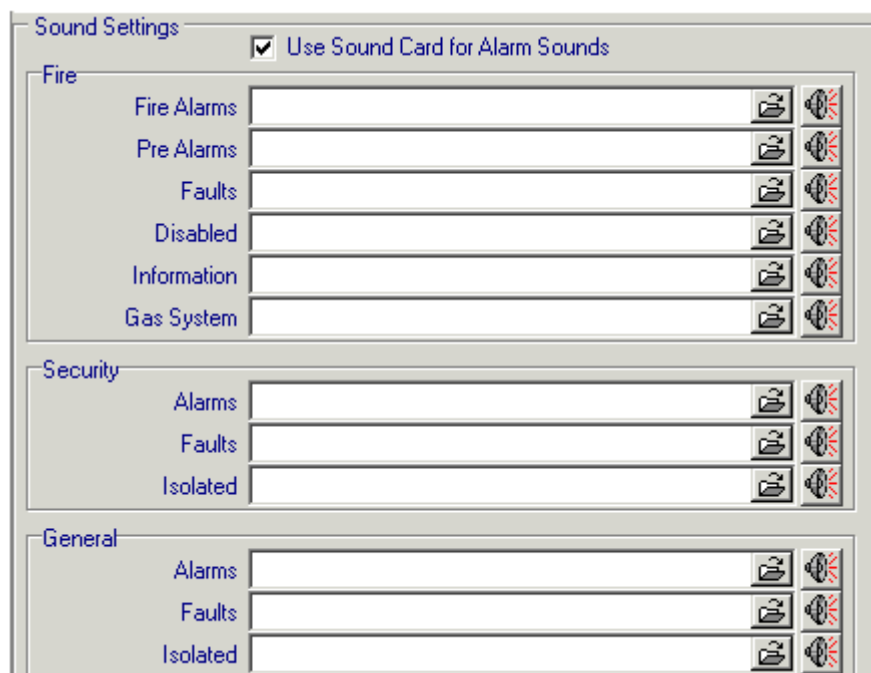 Sound Settings
Use Sound Card for Alarm Sounds
Fire
Fire Alarms
Pre Alarms
Faults
Disabled
Information
Gas System
Security
Alarms
Faults
Isolated
General
Alarms
Faults
Isolated